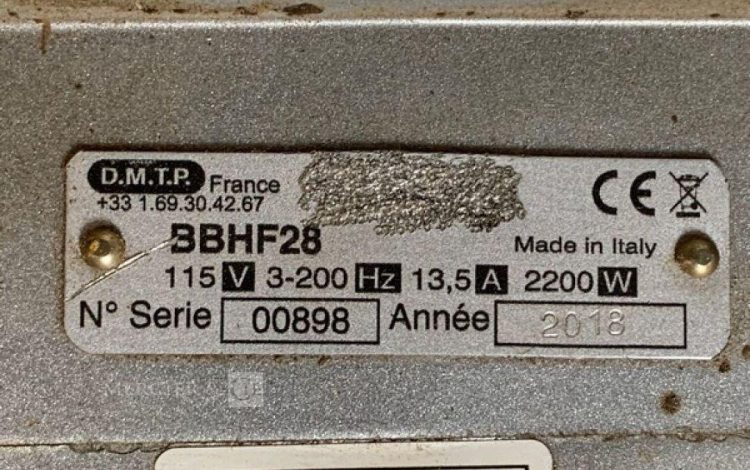 D.M.T.P. France
+33 1.69.30.42.67
CE
BBHF28
Made in Italy
115 V 3-200 Hz 13,5 A 2200 W
N° Serie 00898 Année 2018